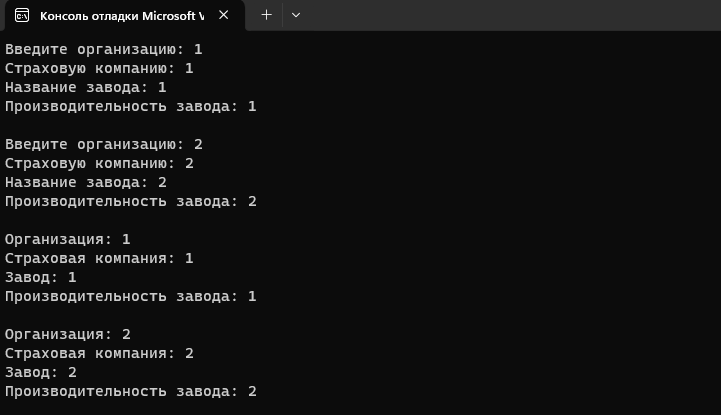 Консоль отладки Microsoft V
Введите организацию: 1
Страховую компанию: 1
Название завода: 1
Производительность завода: 1
Введите организацию: 2
Страховую компанию: 2
Название завода: 2
Производительность завода: 2
Организация: 1
Страховая компания: 1
Завод: 1
Производительность завода: 1
Организация: 2
Страховая компания: 2
Завод: 2
Производительность завода: 2